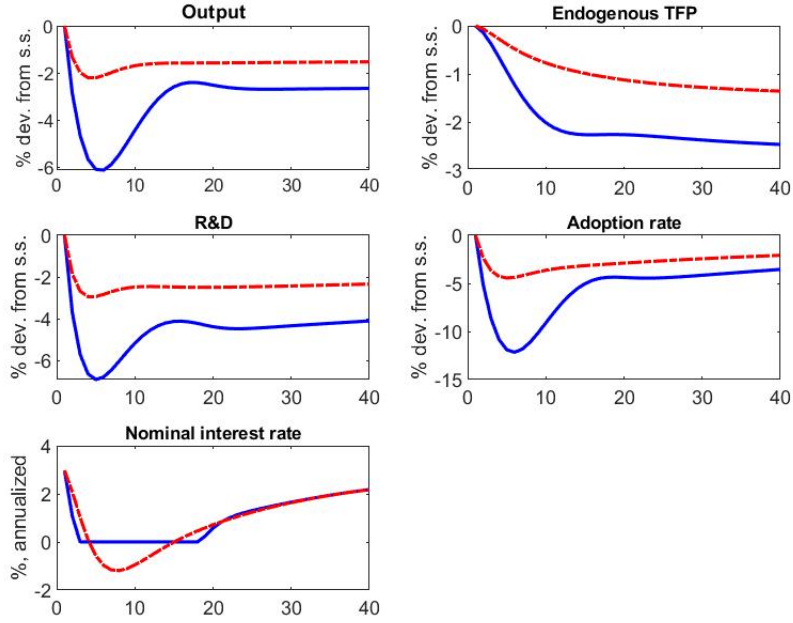 Output
% dev. from s.s.
0
-2
-4
-6
0 10 20 30 40
Endogenous TFP
% dev. from s.s.
0
-1
-2
-3
0 10 20 30 40
R&D
% dev. from s.s.
0
-2
-4
-6
0 10 20 30 40
Adoption rate
% dev. from s.s.
0
-5
-10
-15
0 10 20 30 40
Nominal interest rate
%, annualized
4
2
0
-2
0 10 20 30 40